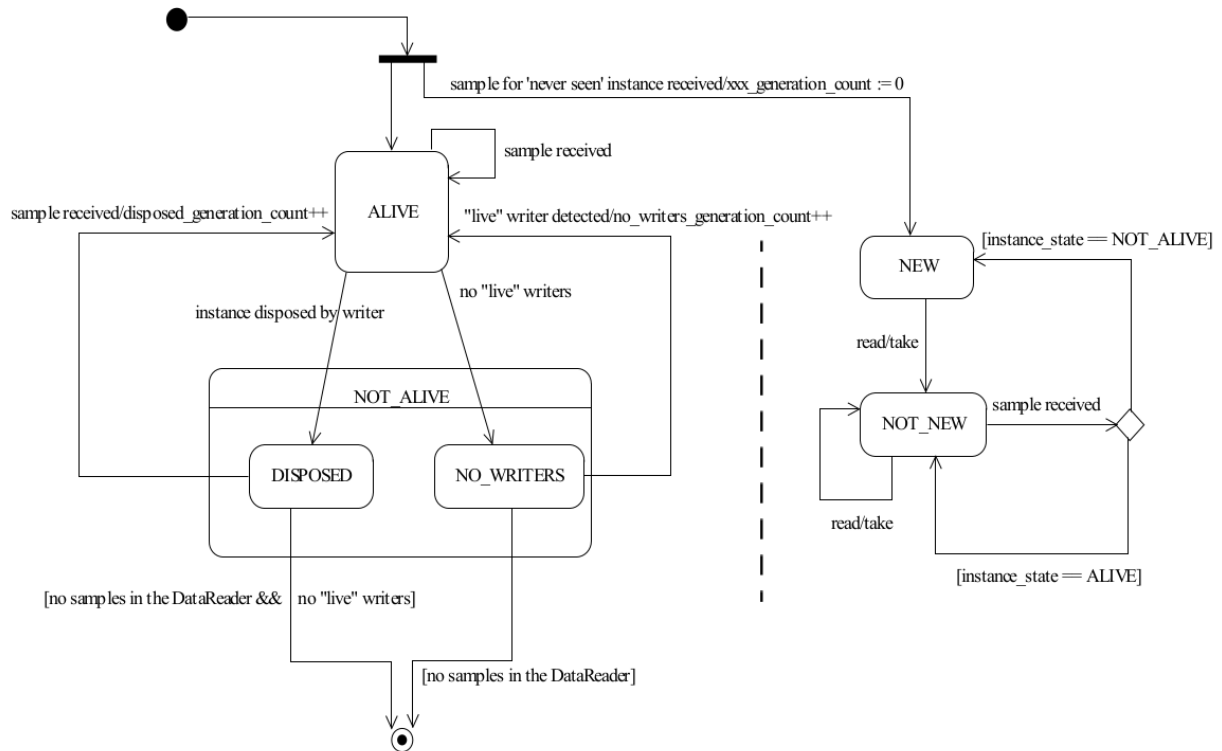 sample for 'never seen' instance received/xxx_generation_count := 0
sample received
ALIVE
sample received/disposed_generation_count++
"live" writer detected/no_writers_generation_count++
[instance_state == NOT_ALIVE]
NEW
no "live" writers
instance disposed by writer
read/take
NOT_ALIVE
sample received
NOT_NEW
DISPOSED
NO_WRITERS
read/take
[instance_state == ALIVE]
[no samples in the DataReader && no "live" writers]
[no samples in the DataReader]